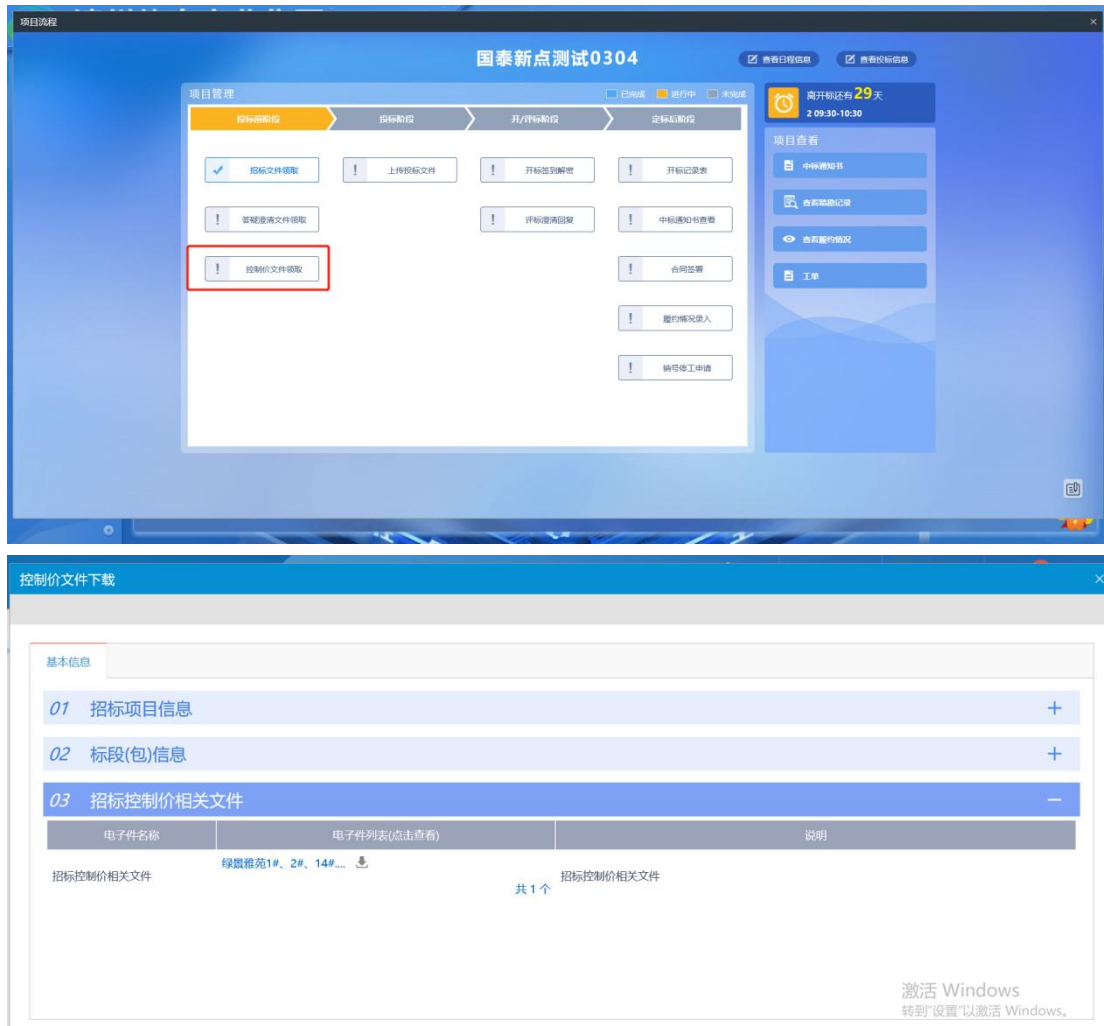 项目流程
国泰新点测试0304
查看日程信息
查看投标信息
项目管理
已完成
进行中
未完成
投标前阶段
投标阶段
开/评标阶段
定标后阶段
招标文件领取
上传投标文件
开标签到解密
开标记录表
答疑澄清文件领取
评标澄清回复
中标通知书查看
控制价文件领取
合同签署
履约情况录入
销号停工申请
离开标还有29天
2 09:30-10:30
项目查看
中标通知书
查看踏勘记录
查看履约情况
工单
控制价文件下载
基本信息
01 招标项目信息
02 标段(包)信息
03 招标控制价相关文件
电子件名称 电子件列表(点击查看) 说明
招标控制价相关文件 绿景雅苑1#、2#、14#.... 招标控制价相关文件
共 1 个
激活 Windows
转到"设置"以激活 Windows。